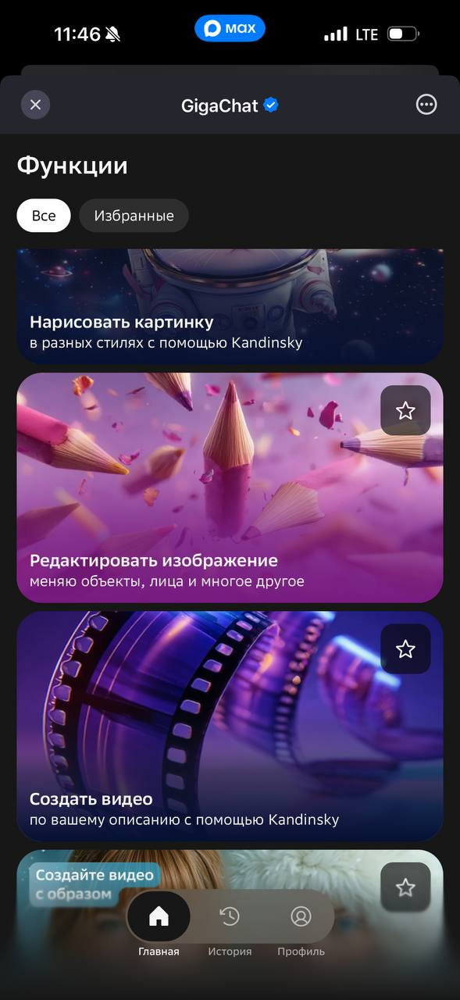 11:46
max
LTE
GigaChat
Функции
Все
Избранные
Нарисовать картинку
в разных стилях с помощью Kandinsky
Редактировать изображение
меняю объекты, лица и многое другое
Создать видео
по вашему описанию с помощью Kandinsky
Создайте видео
с образом
Главная
История
Профиль